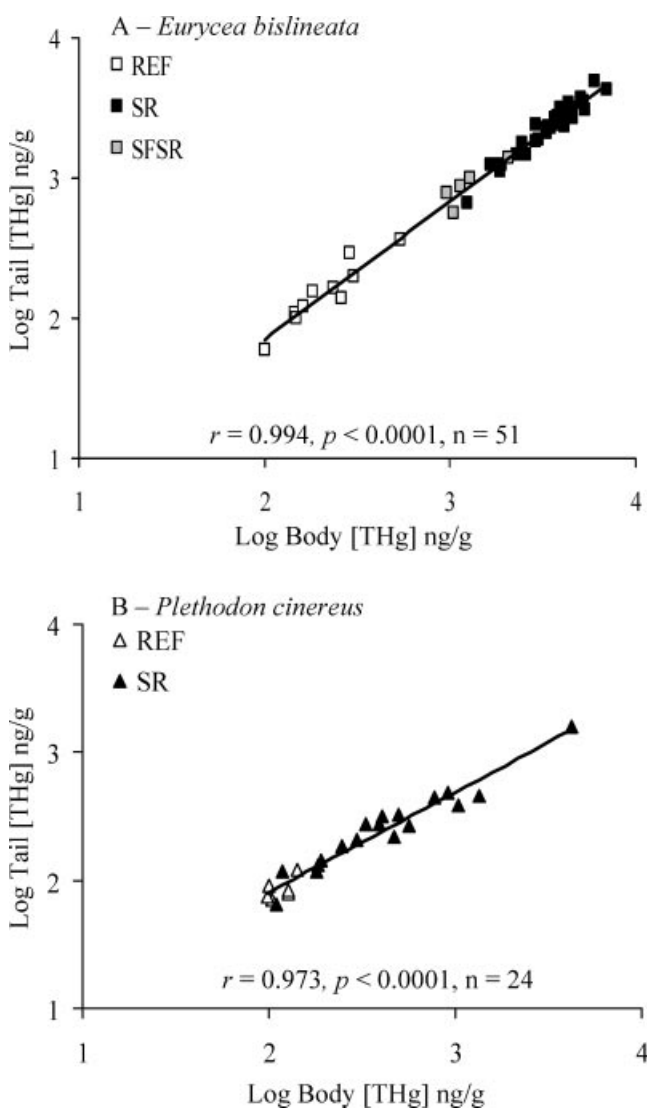 A – Eurycea bislineata
4
REF
SR
SFSR
3
Log Tail [THg] ng/g
2
r = 0.994, p < 0.0001, n = 51
1
1 2 3 4
Log Body [THg] ng/g
B – Plethodon cinereus
4
REF
SR
3
Log Tail [THg] ng/g
2
r = 0.973, p < 0.0001, n = 24
1
1 2 3 4
Log Body [THg] ng/g